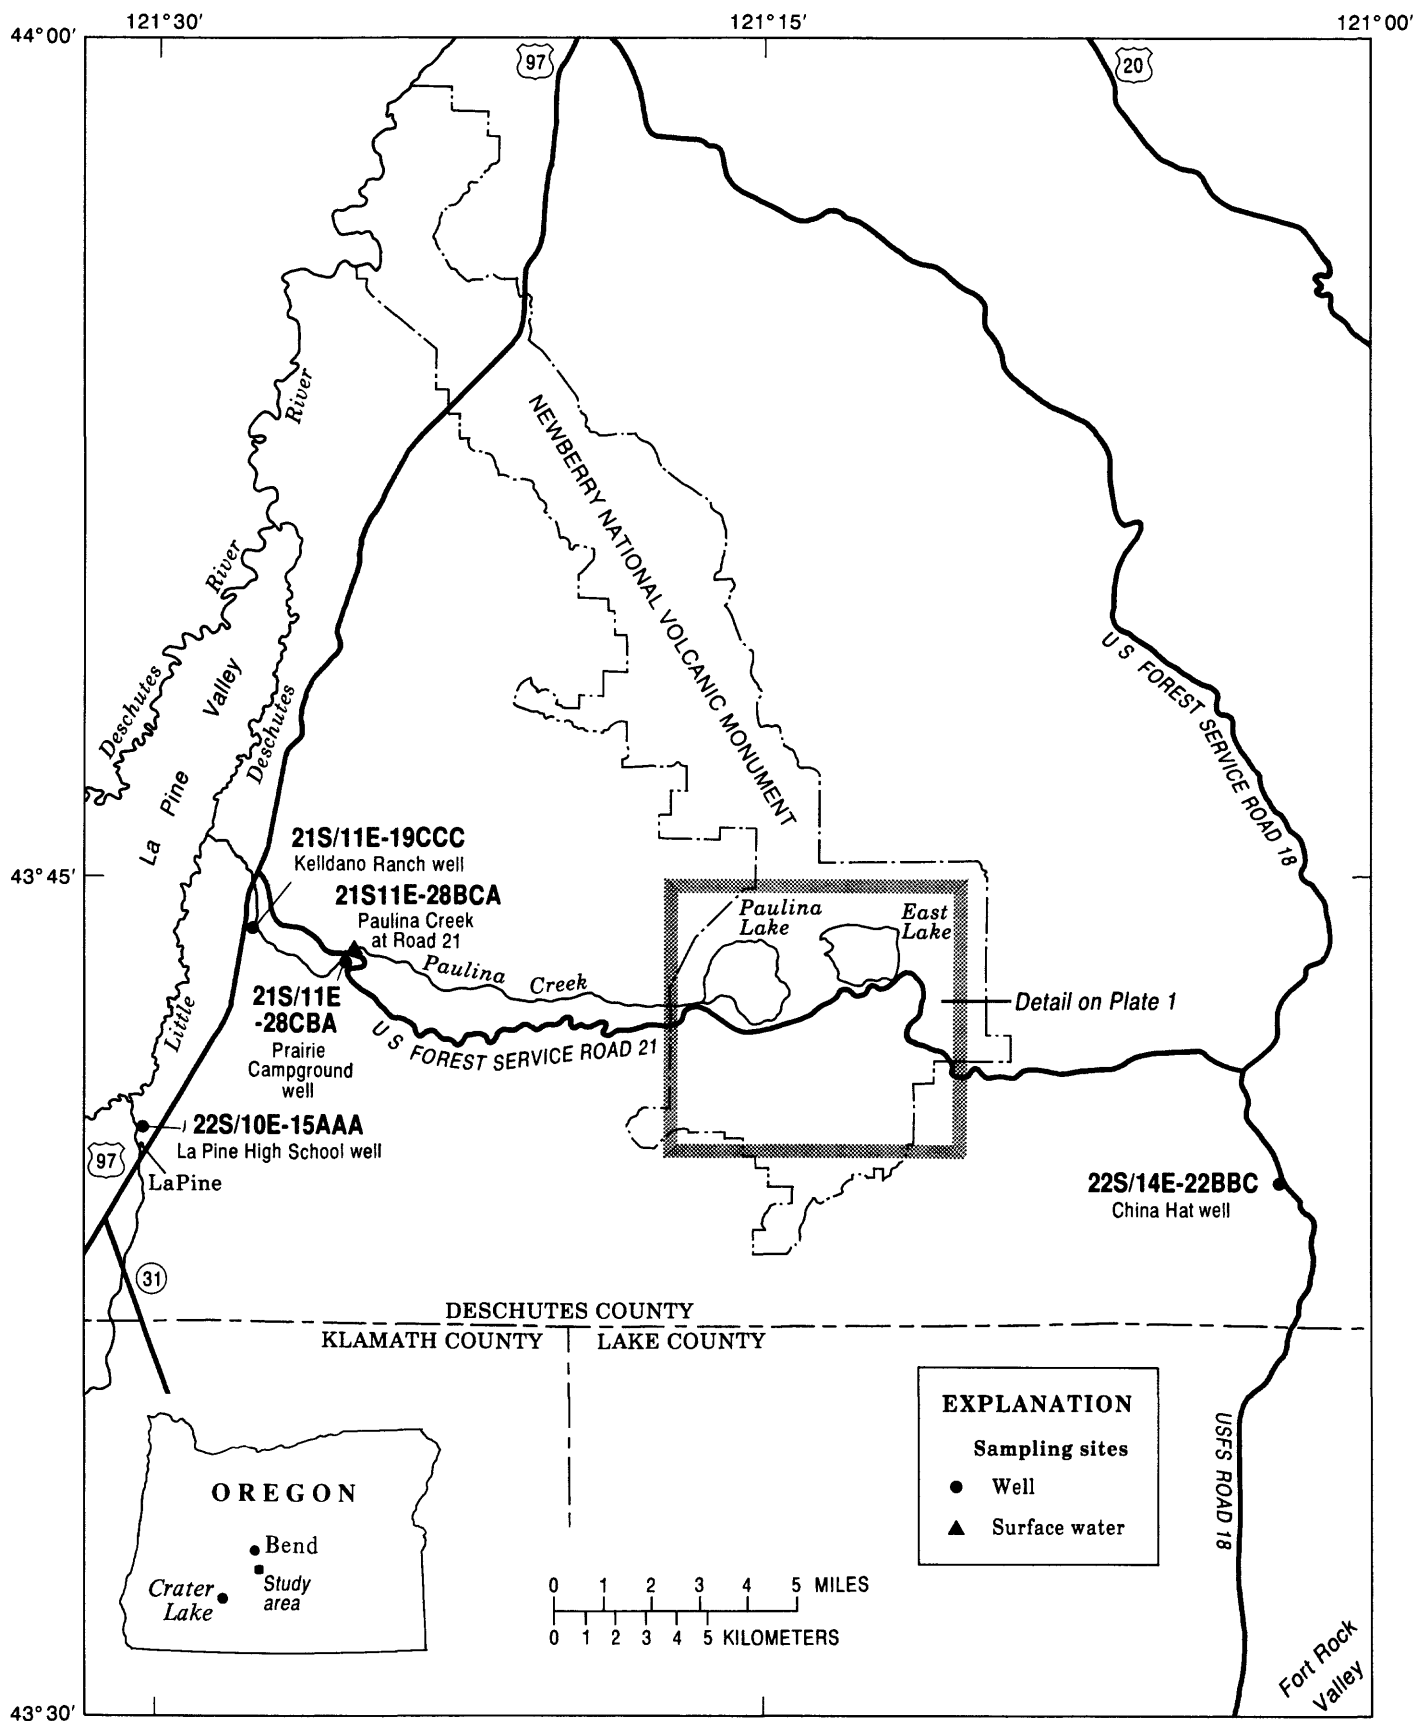 121°30′
121°15′
121°00′
44°00′
97
20
River
NEWBERRY NATIONAL VOLCANIC MONUMENT
River
Deschutes
La Pine Valley
Deschutes
Little
U S FOREST SERVICE ROAD 18
21S/11E-19CCC
Kelldano Ranch well
43°45′
21S11E-28BCA
Paulina Creek
at Road 21
Paulina
Lake
East
Lake
Paulina Creek
21S/11E
-28CBA
Prairie
Campground
well
U S FOREST SERVICE ROAD 21
Detail on Plate 1
22S/10E-15AAA
La Pine High School well
97
LaPine
22S/14E-22BBC
China Hat well
31
DESCHUTES COUNTY
KLAMATH COUNTY
LAKE COUNTY
EXPLANATION
Sampling sites
Well
Surface water
USFS ROAD 18
OREGON
Bend
Study
area
Crater
Lake
0 1 2 3 4 5 MILES
0 1 2 3 4 5 KILOMETERS
Fort Rock
Valley
43°30′